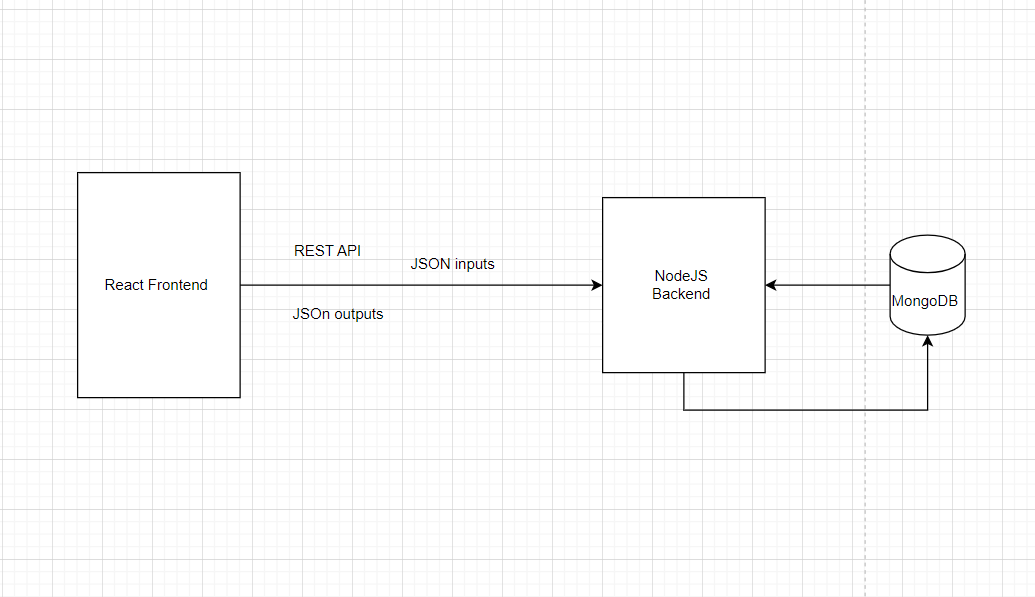 REST API
JSON inputs
React Frontend
JSOn outputs
NodeJS
Backend
MongoDB